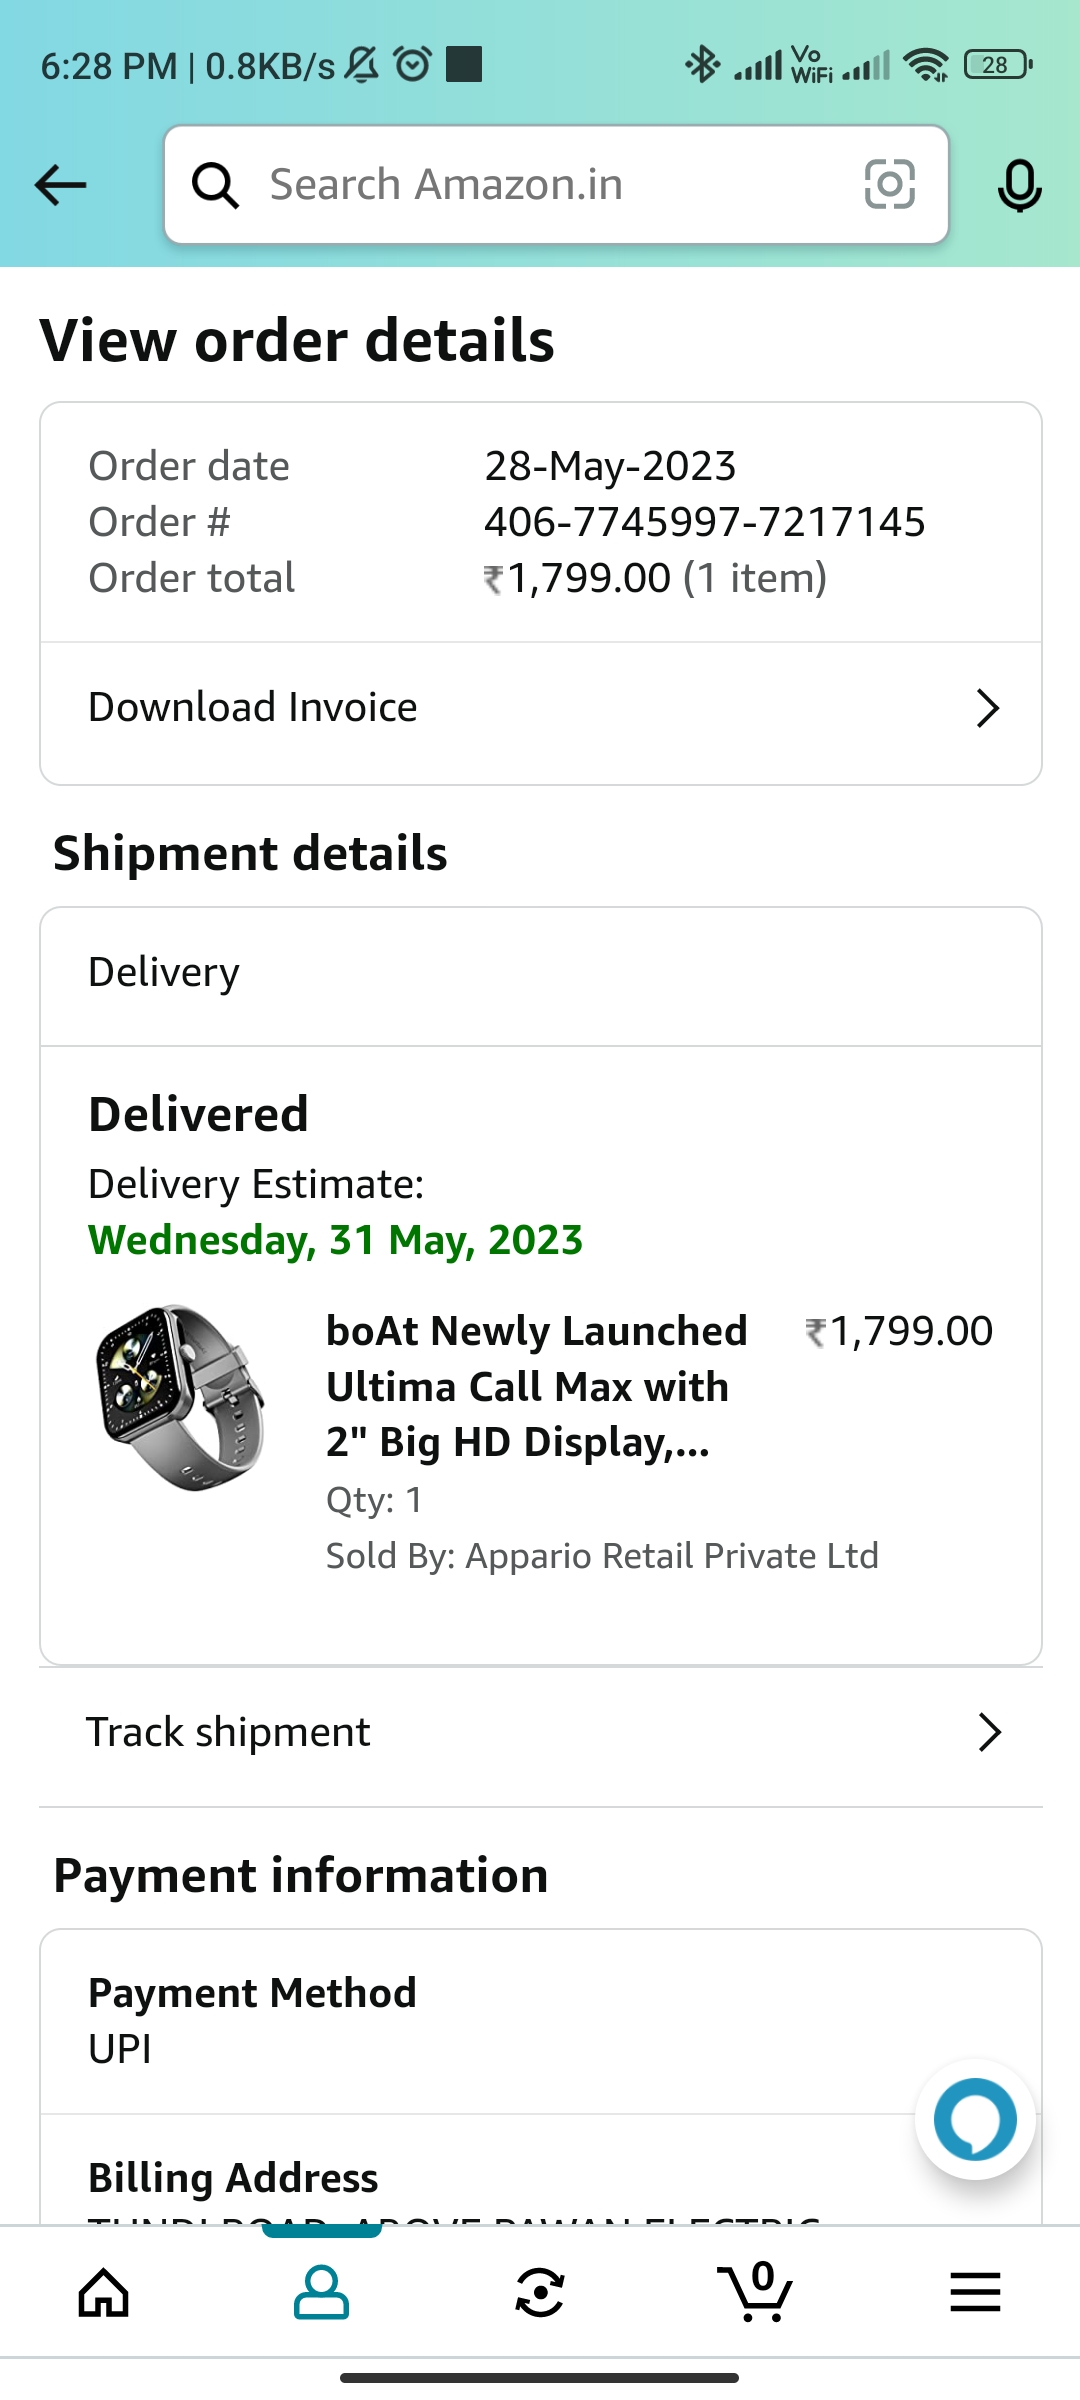 6:28 PM | 0.8KB/s
Vo
WiFi
28
Search Amazon.in
View order details
Order date 28-May-2023
Order # 406-7745997-7217145
Order total ₹1,799.00 (1 item)
Download Invoice
Shipment details
Delivery
Delivered
Delivery Estimate:
Wednesday, 31 May, 2023
boAt Newly Launched ₹1,799.00
Ultima Call Max with
2" Big HD Display,...
Qty: 1
Sold By: Appario Retail Private Ltd
Track shipment
Payment information
Payment Method
UPI
Billing Address
0